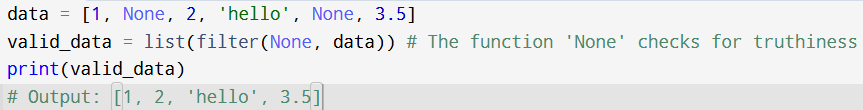 data = [1, None, 2, 'hello', None, 3.5]
valid_data = list(filter(None, data)) # The function 'None' checks for truthiness
print(valid_data)
# Output: [1, 2, 'hello', 3.5]